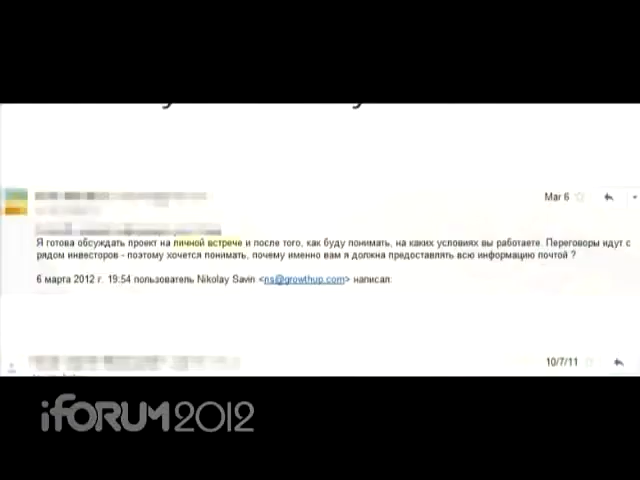 Mar 6
Я готова обсуждать проект на личной встрече и после того, как буду понимать, на каких условиях вы работаете. Переговоры идут с
рядом инвесторов - поэтому хочется понимать, почему именно вам я должна предоставлять всю информацию почтой ?
6 марта 2012 г. 19:54 пользователь Nikolay Savin <ns@growthup.com> написал:
10/7/11
iFORUM 2012